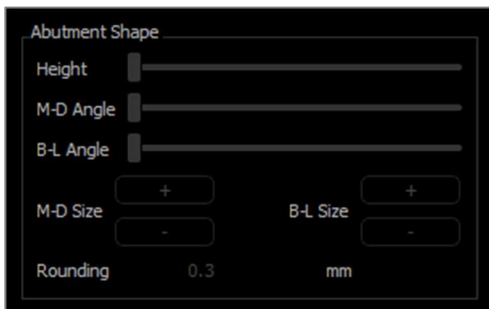 Abutment Shape
Height
M-D Angle
B-L Angle
+ +
M-D Size B-L Size
- -
Rounding 0.3 mm